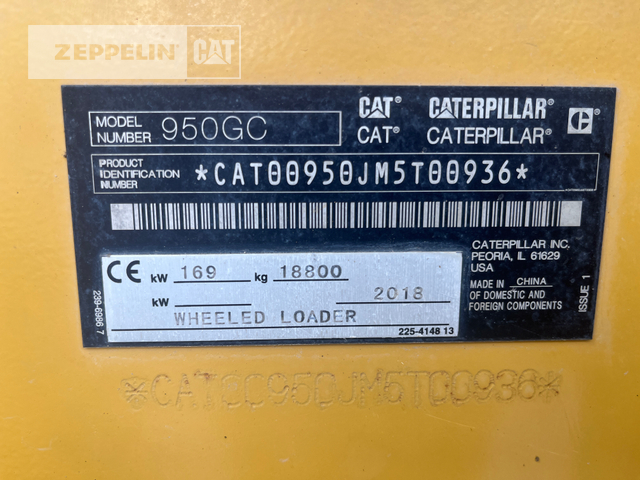 ZEPPELIN CAT
MODEL NUMBER 950GC
CAT® CATERPILLAR®
CAT® CATERPILLAR®
C
PRODUCT IDENTIFICATION NUMBER *CAT00950JM5T00936*
CATERPILLAR INC.
PEORIA, IL 61629
USA
MADE IN CHINA
OF DOMESTIC AND
FOREIGN COMPONENTS
ISSUE 1
239-6986 7
CE kW 169 kg 18800
kW 2018
WHEELED LOADER
225-4148 13
*CAT00950JM5T00936*